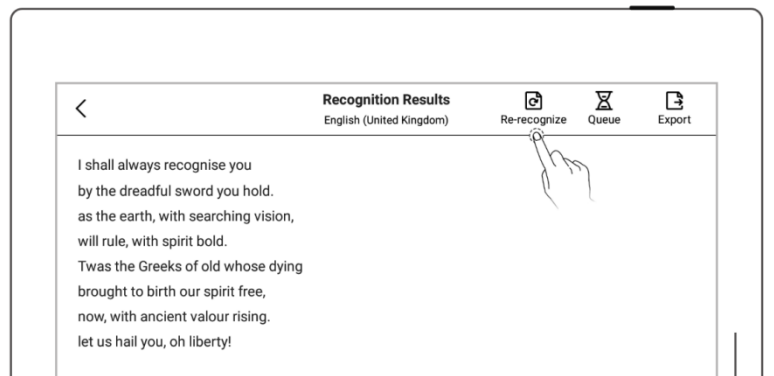 Recognition Results
English (United Kingdom)
Re-recognize
Queue
Export
I shall always recognise you
by the dreadful sword you hold.
as the earth, with searching vision,
will rule, with spirit bold.
Twas the Greeks of old whose dying
brought to birth our spirit free,
now, with ancient valour rising.
let us hail you, oh liberty!